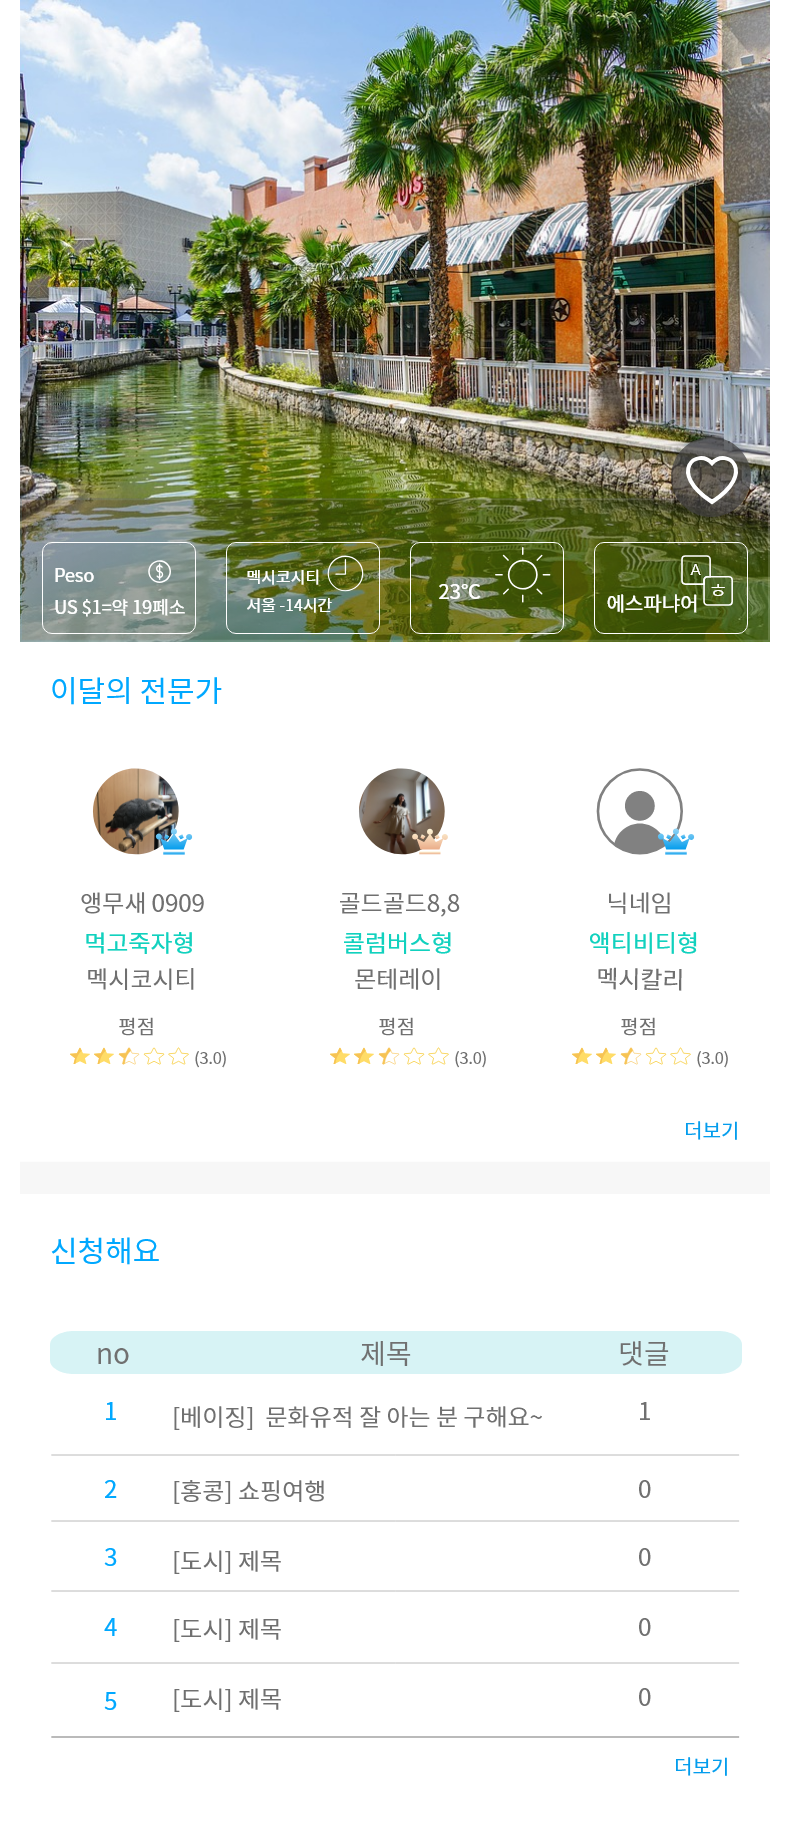 Peso
US $1=약 19페소
멕시코시티
서울 -14시간
23℃
A
ㅎ
에스파냐어
이달의 전문가
앵무새 0909
골드골드8,8
닉네임
먹고죽자형
콜럼버스형
액티비티형
멕시코시티
몬테레이
멕시칼리
평점
평점
평점
(3.0)
(3.0)
(3.0)
더보기
신청해요
no 제목 댓글
1 [베이징] 문화유적 잘 아는 분 구해요~ 1
2 [홍콩] 쇼핑여행 0
3 [도시] 제목 0
4 [도시] 제목 0
5 [도시] 제목 0
더보기